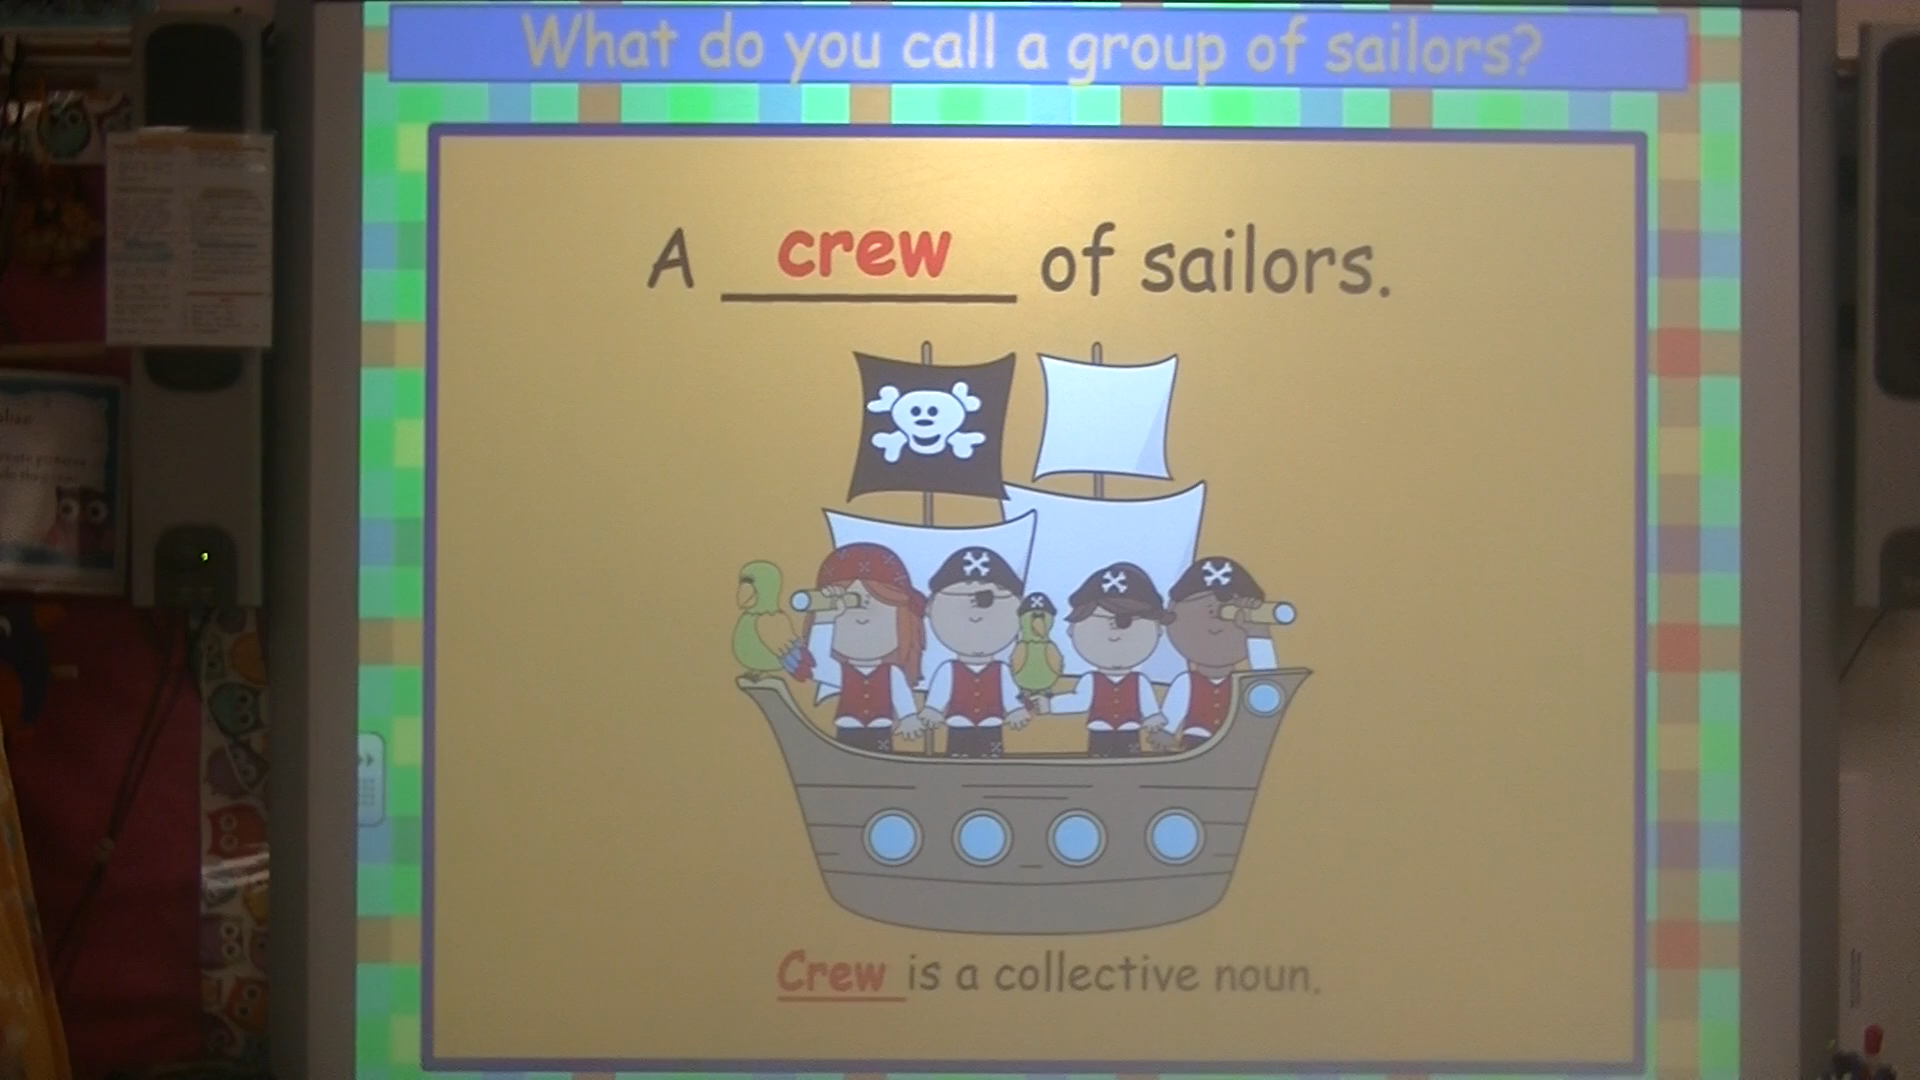 What do you call a group of sailors?
A crew of sailors.
Crew is a collective noun.